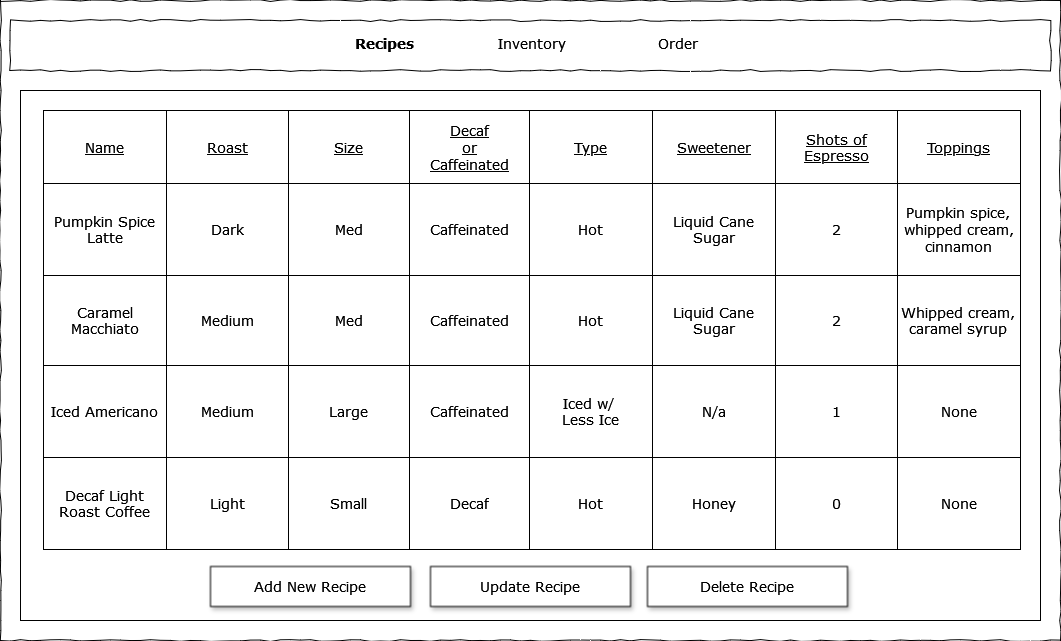 Recipes Inventory Order
Name Roast Size Decaf
or
Caffeinated Type Sweetener Shots of
Espresso Toppings
Pumpkin Spice
Latte Dark Med Caffeinated Hot Liquid Cane
Sugar 2 Pumpkin spice,
whipped cream,
cinnamon
Caramel
Macchiato Medium Med Caffeinated Hot Liquid Cane
Sugar 2 Whipped cream,
caramel syrup
Iced Americano Medium Large Caffeinated Iced w/
Less Ice N/a 1 None
Decaf Light
Roast Coffee Light Small Decaf Hot Honey 0 None
Add New Recipe Update Recipe Delete Recipe